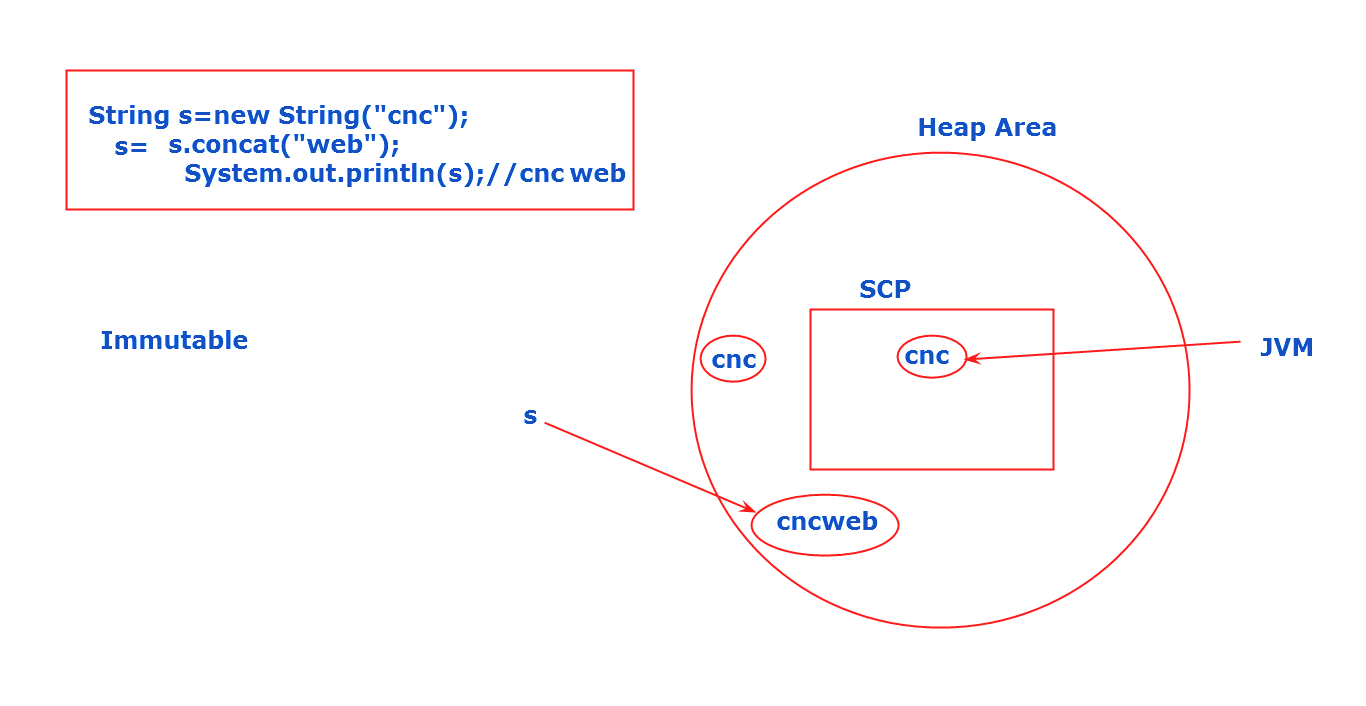 String s=new String("cnc");
s= s.concat("web");
System.out.println(s);//cnc web
Heap Area
SCP
Immutable
cnc
cnc
JVM
s
cncweb